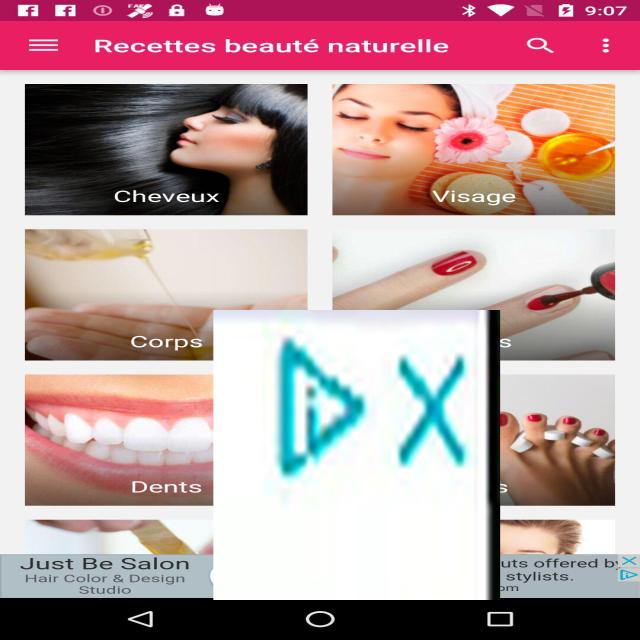 9:07
Recettes beauté naturelle
Cheveux
Visage
Corps
s
Dents
s
Just Be Salon
Hair Color & Design
Studio
uts offered by
stylists.
om